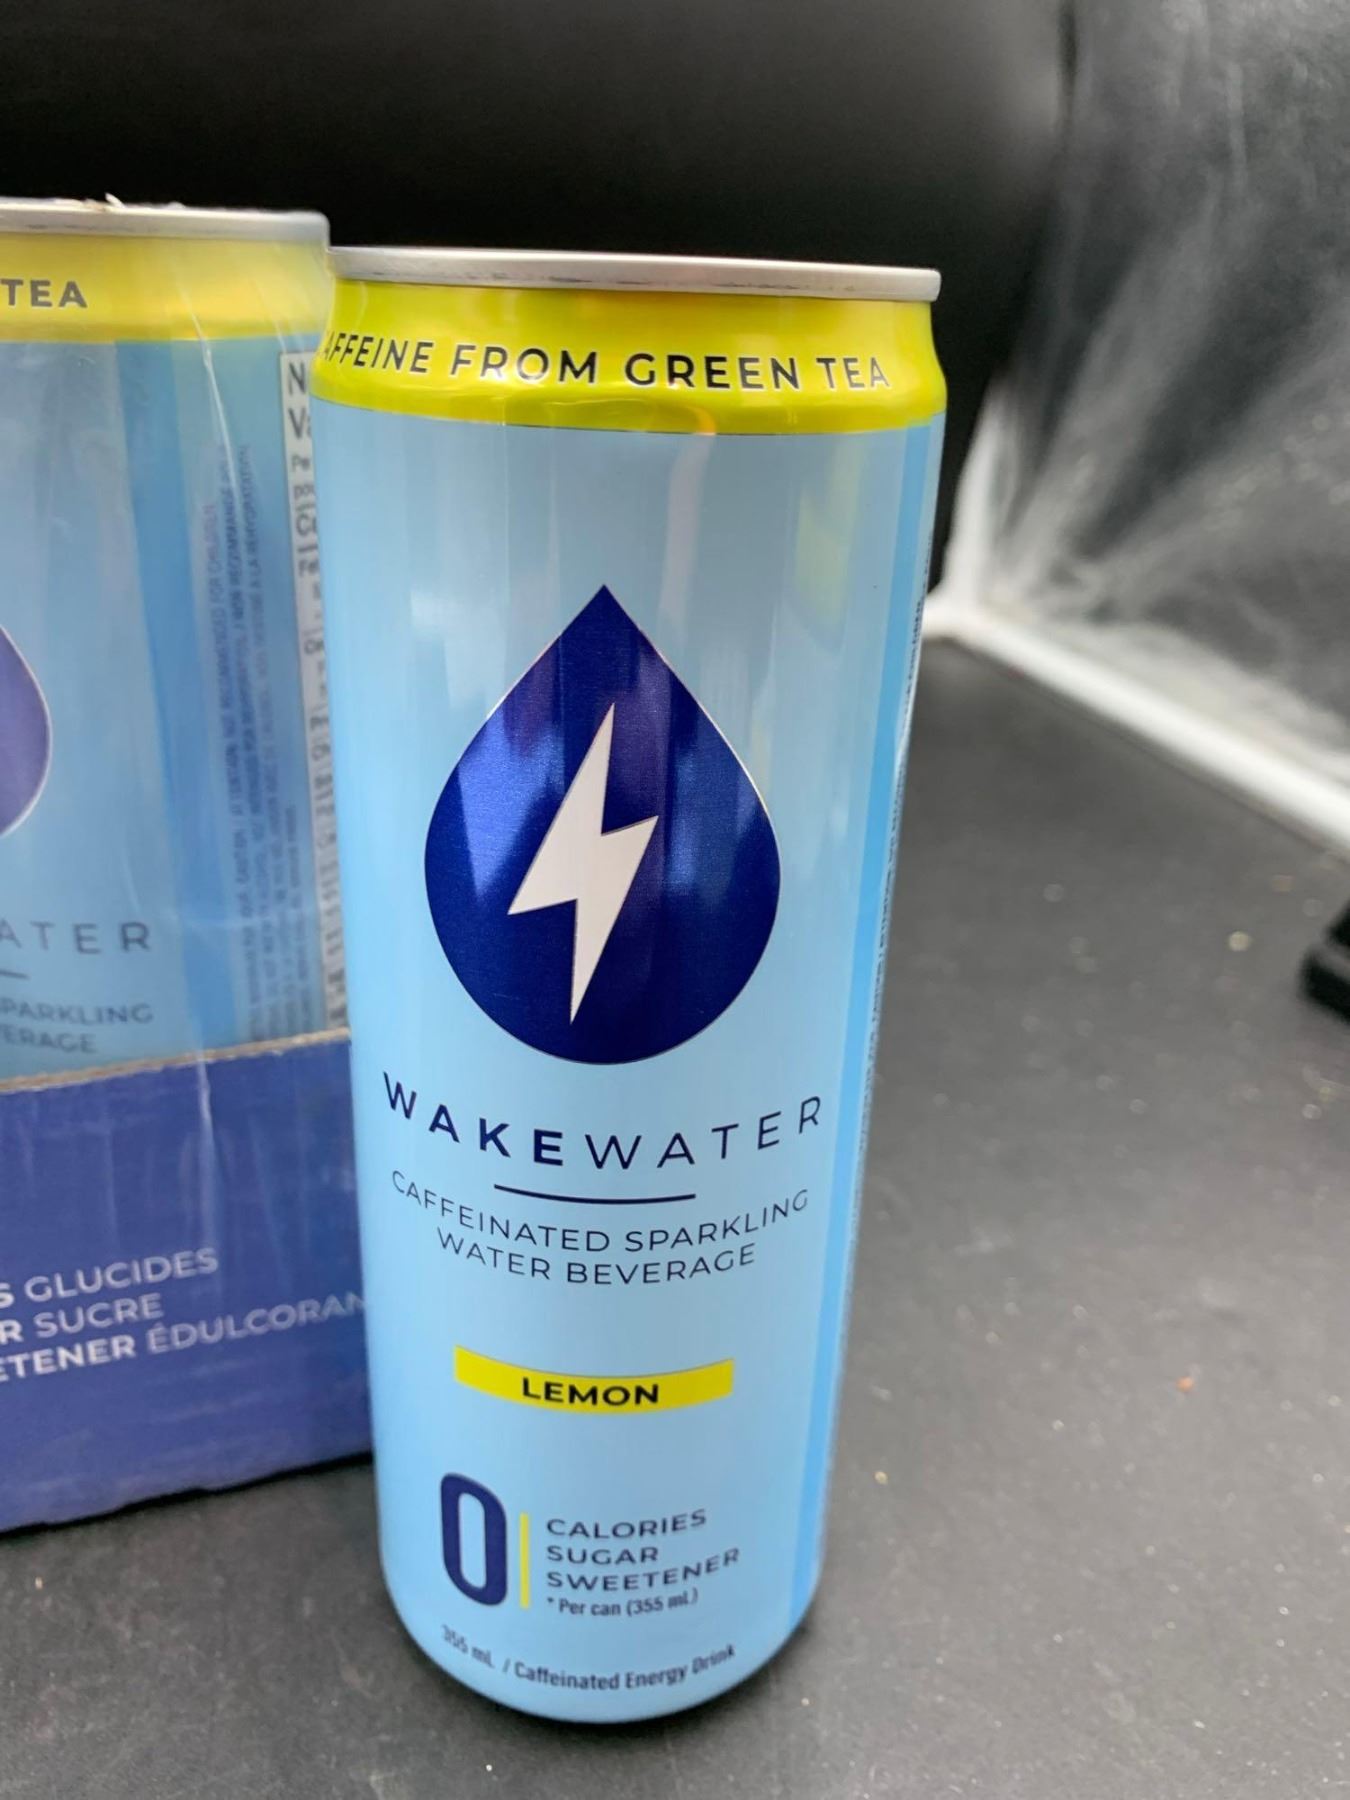 TEA
ATER
PARKLING
ERAGE
S GLUCIDES
R SUCRE
ETENER ÉDULCORAN
AFFEINE FROM GREEN TEA
WAKEWATER
CAFFEINATED SPARKLING
WATER BEVERAGE
LEMON
0
CALORIES
SUGAR
SWEETENER
* Per can (355 mL)
355 mL / Caffeinated Energy Drink